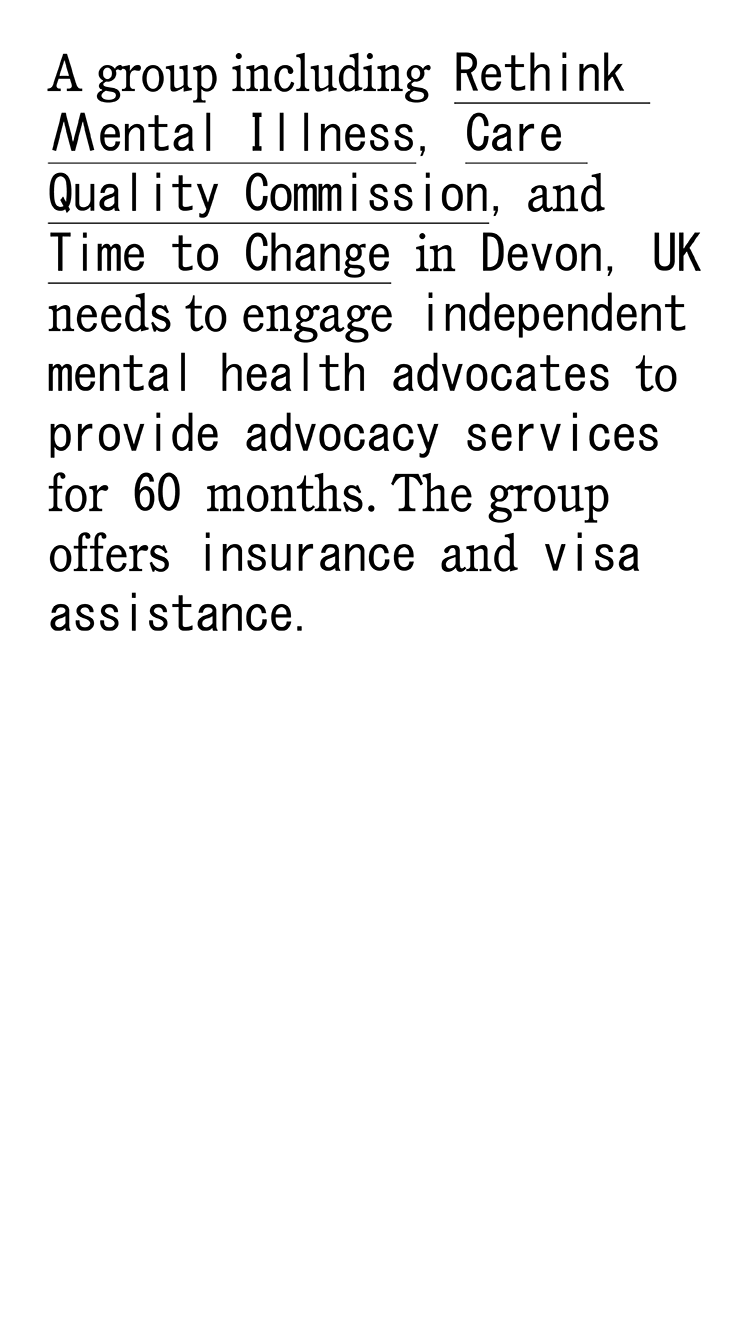 A group including Rethink
Mental Illness, Care
Quality Commission, and
Time to Change in Devon, UK
needs to engage independent
mental health advocates to
provide advocacy services
for 60 months. The group
offers insurance and visa
assistance.